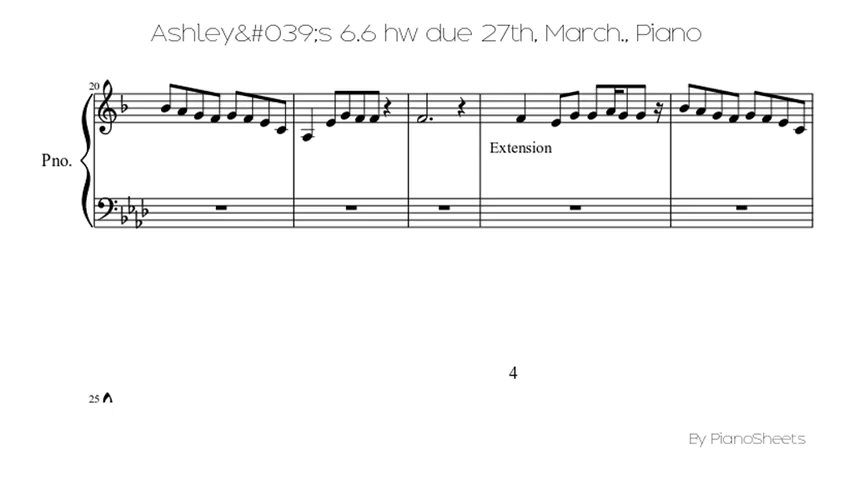 Ashley&#039;s 6.6 hw due 27th, March., Piano
20
Pno.
Extension
4
25
By PianoSheets